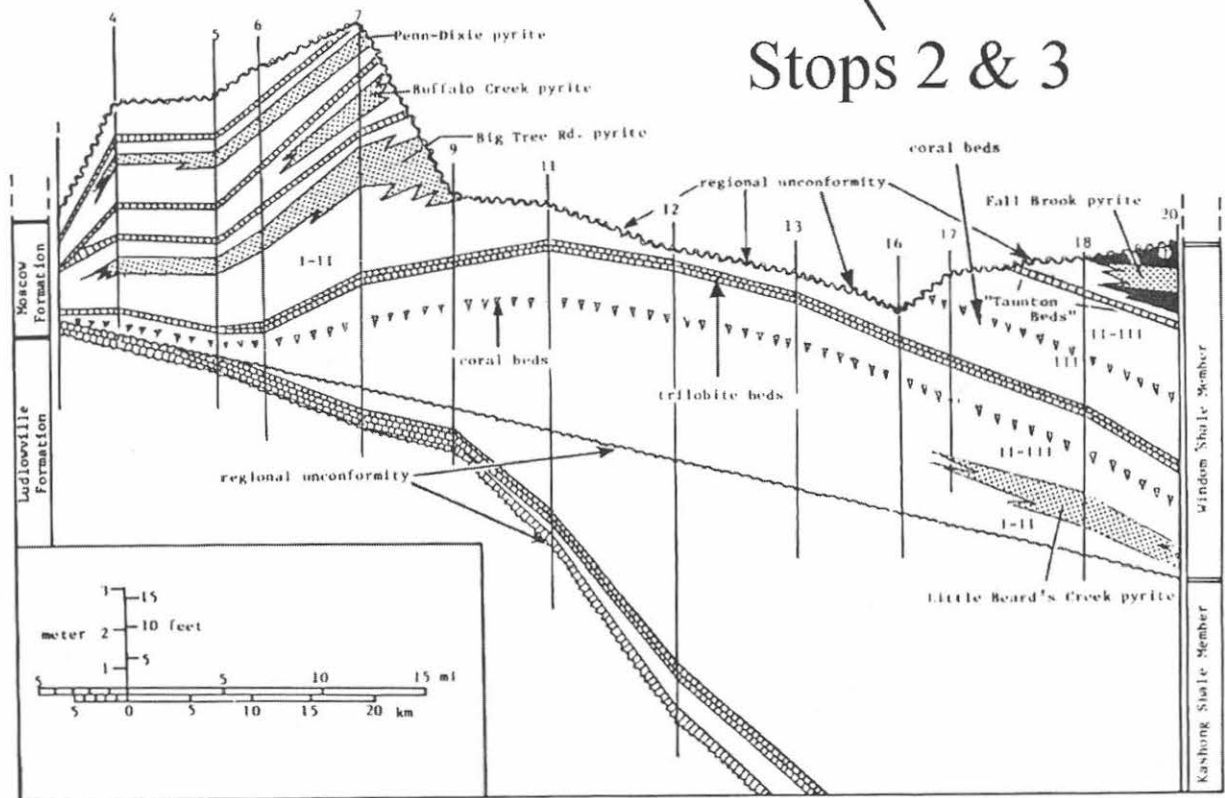 Stops 2 & 3
4
5
6
7
Penn-Dixie pyrite
Buffalo Creek pyrite
Big Tree Rd. pyrite
1
9
11
12
13
16
17
18
20
coral beds
regional unconformity
Fall Brook pyrite
"Taunton
Beds"
I-II
II-III
III
coral beds
trilobite beds
II-III
I-II
regional unconformity
Little Beard's Creek pyrite
Moscow
Formation
Ludlowville
Formation
Windom Shale Member
Kashong Shale Member
meter
3
2
1
15
10 feet
5
5
5
10
15 mi
5
0
5
10
15
20
km